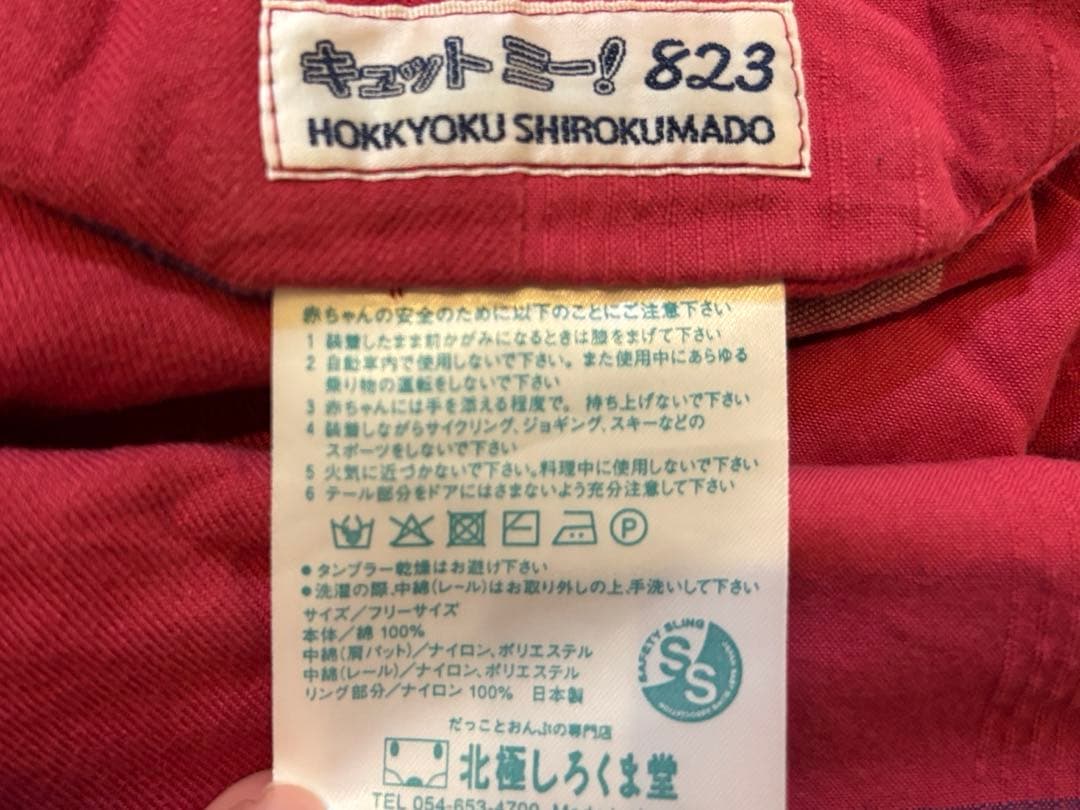 キュット ミー! 823
HOKKYOKU SHIROKUMADO
赤ちゃんの安全のために以下のことにご注意下さい
1 装着したまま前かがみになるときは膝をまげて下さい
2 自動車内で使用しないで下さい。また使用中にあらゆる
乗り物の運転をしないで下さい
3 赤ちゃんには手を添える程度で。持ち上げないで下さい
4 装着しながらサイクリング、ジョギング、スキーなどの
スポーツをしないで下さい
5 火気に近づかないで下さい。料理中に使用しないで下さい
6 テール部分をドアにはさまないよう充分注意して下さい
P
●タンブラー乾燥はお避け下さい
●洗濯の際、中綿(レール)はお取り外しの上、手洗いして下さい
サイズ/フリーサイズ
本体/綿 100%
中綿(肩パット)/ナイロン、ポリエステル
中綿(レール)/ナイロン、ポリエステル
リング部分/ナイロン 100% 日本製
SAFETY SLING
SS
だっことおんぶの専門店
北極しろくま堂
TEL 054-653-4700